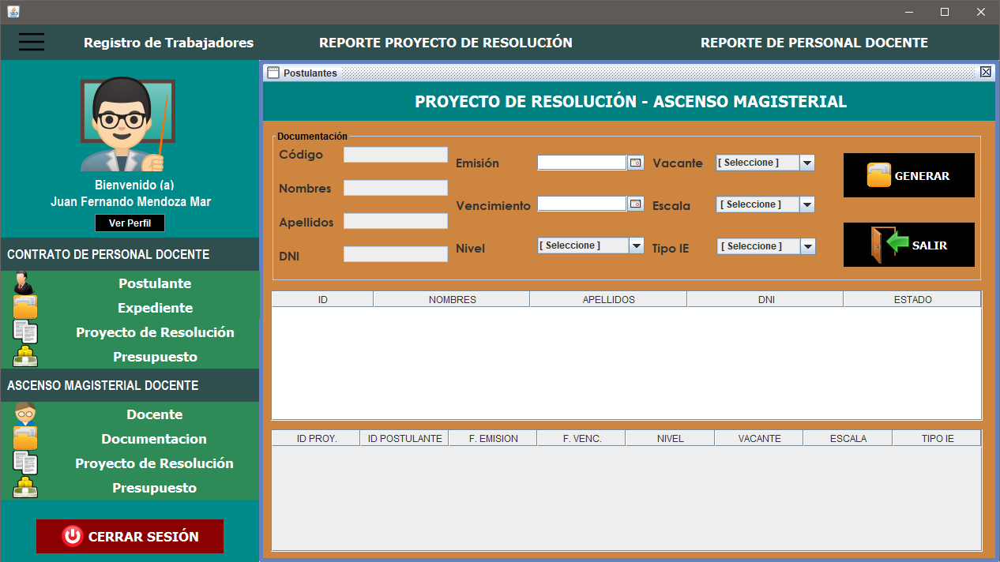 Registro de Trabajadores
REPORTE PROYECTO DE RESOLUCIÓN
REPORTE DE PERSONAL DOCENTE
Bienvenido (a)
Juan Fernando Mendoza Mar
Ver Perfil
CONTRATO DE PERSONAL DOCENTE
Postulante
Expediente
Proyecto de Resolución
Presupuesto
ASCENSO MAGISTERIAL DOCENTE
Docente
Documentacion
Proyecto de Resolución
Presupuesto
CERRAR SESIÓN
Postulantes
PROYECTO DE RESOLUCIÓN - ASCENSO MAGISTERIAL
Documentación
Código
Nombres
Apellidos
DNI
Emisión
Vencimiento
Nivel [ Seleccione ]
Vacante [ Seleccione ]
Escala [ Seleccione ]
Tipo IE [ Seleccione ]
GENERAR
SALIR
ID NOMBRES APELLIDOS DNI ESTADO
ID PROY. ID POSTULANTE F. EMISION F. VENC. NIVEL VACANTE ESCALA TIPO IE